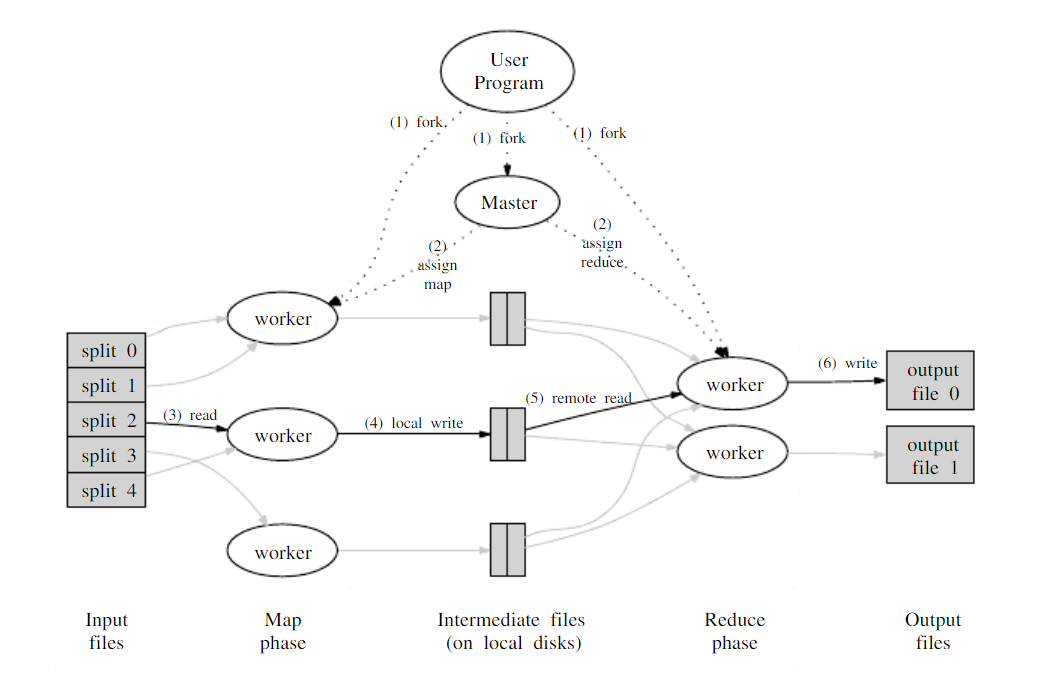 User
Program
(1) fork
(1) fork
(1) fork
Master
(2)
assign
map
(2)
assign
reduce
worker
split 0
split 1
split 2
split 3
split 4
(3) read
worker
(4) local write
(5) remote read
worker
(6) write
output
file 0
worker
output
file 1
worker
Input
files
Map
phase
Intermediate files
(on local disks)
Reduce
phase
Output
files